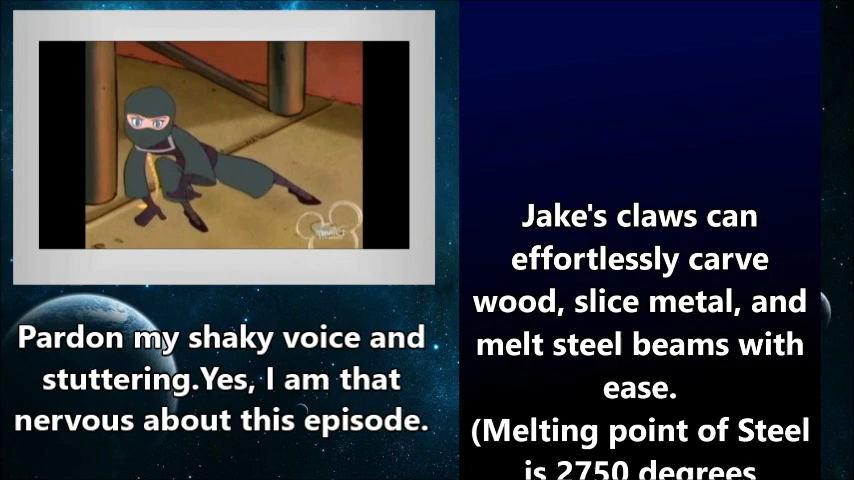 Pardon my shaky voice and
stuttering.Yes, I am that
nervous about this episode.
Jake's claws can
effortlessly carve
wood, slice metal, and
melt steel beams with
ease.
(Melting point of Steel
is 2750 degrees